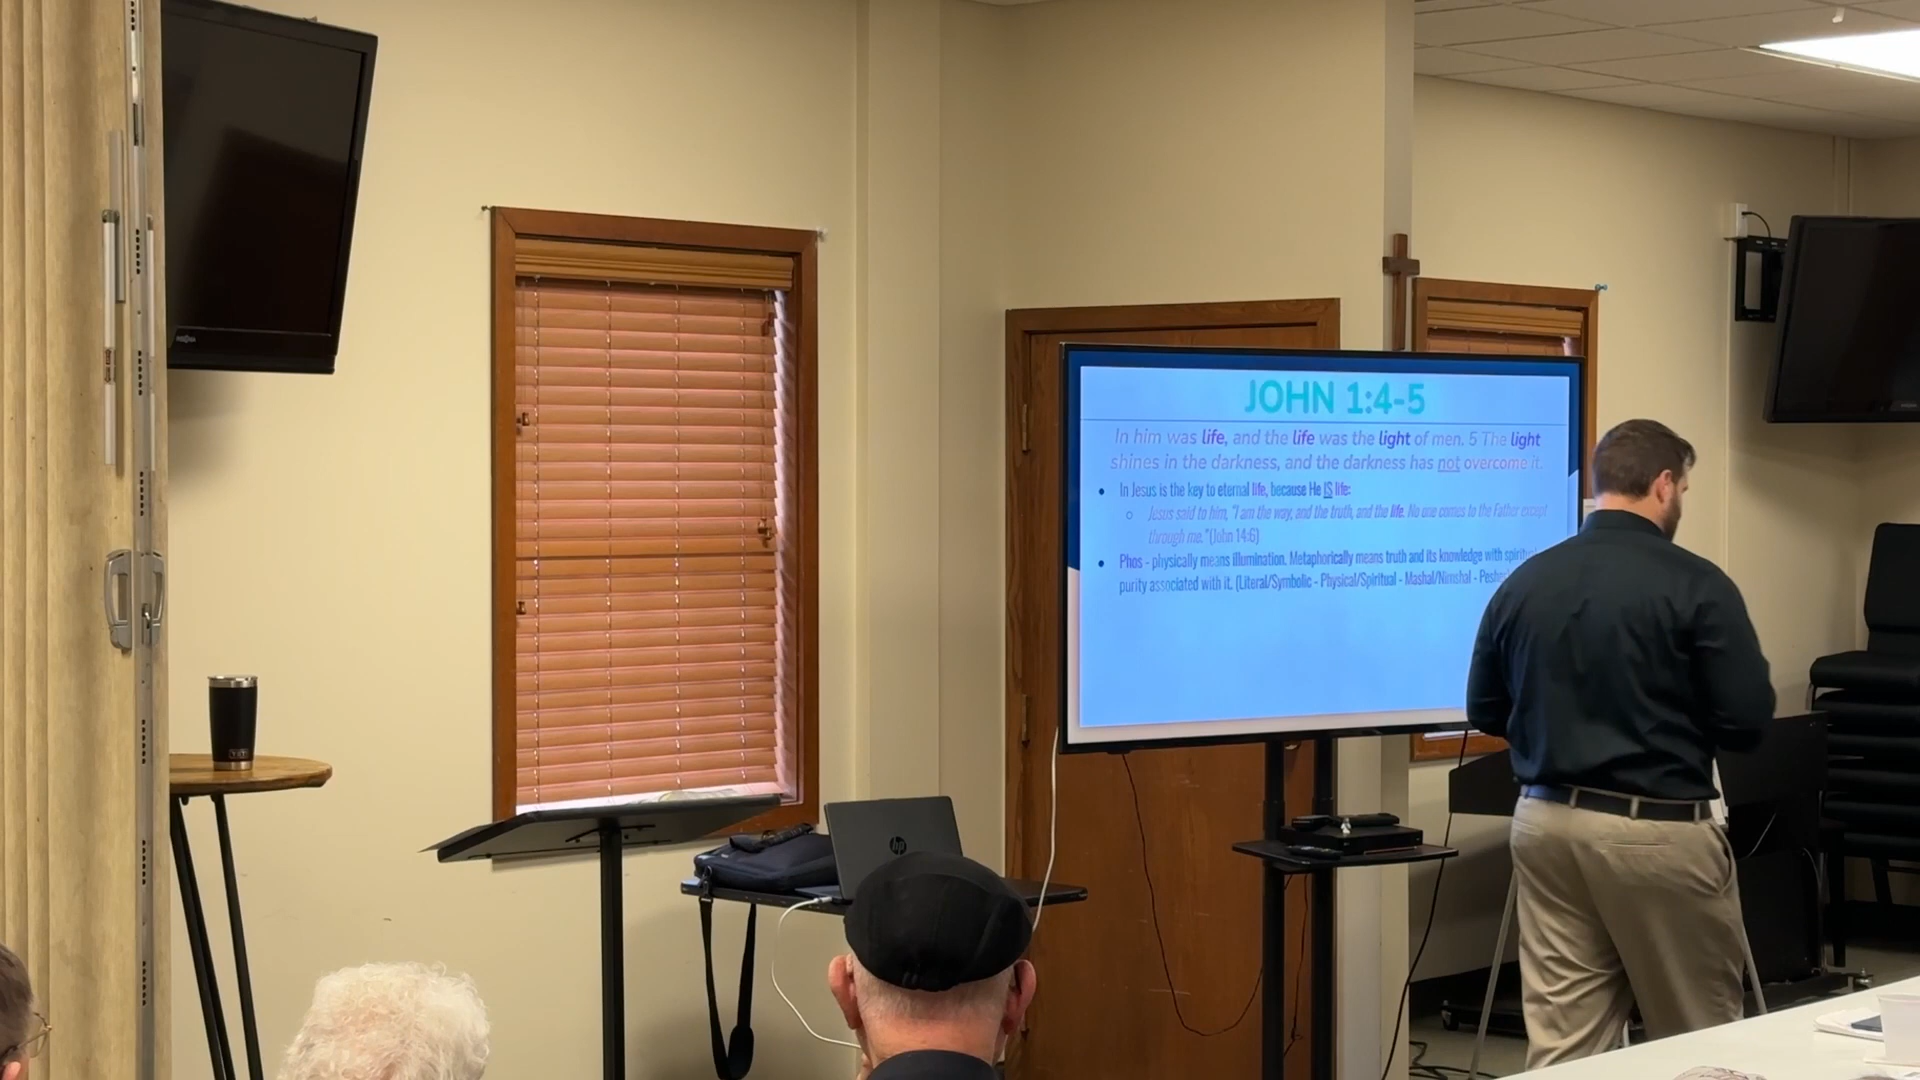 JOHN 1:4-5
In him was life, and the life was the light of men. 5 The light
shines in the darkness, and the darkness has not overcome it.
• In Jesus is the key to eternal life, because He IS life:
○ Jesus said to him, "I am the way, and the truth, and the life. No one comes to the Father except
through me." (John 14:6)
• Phos - physically means illumination. Metaphorically means truth and its knowledge with
purity associated with it. (Literal/Symbolic - Physical/Spiritual - Mashal/Nimshal -
YETI
hp